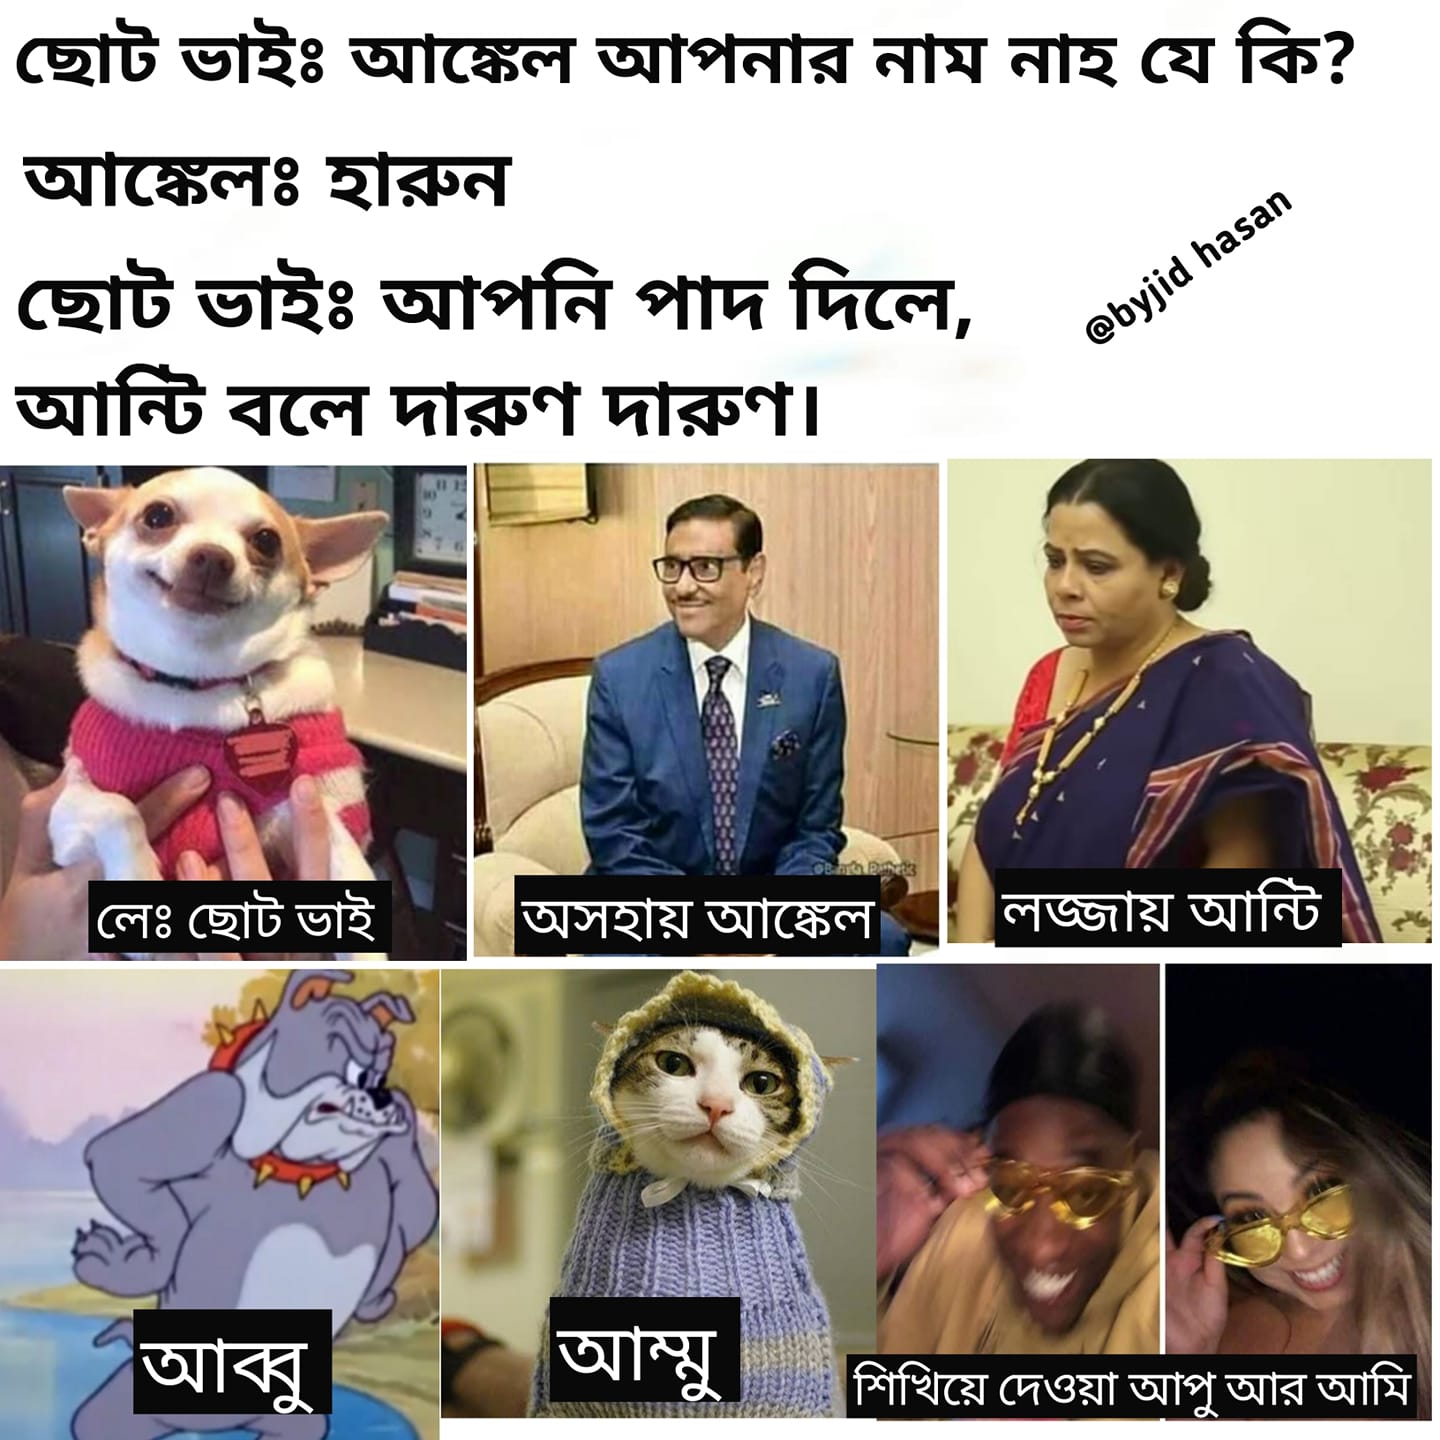 ছোট ভাইঃ আঙ্কেল আপনার নাম নাহ যে কি?
আঙ্কেলঃ হারুন
@byjid hasan
ছোট ভাইঃ আপনি পাদ দিলে,
আন্টি বলে দারুণ দারুণ।
লেঃ ছোট ভাই
অসহায় আঙ্কেল
লজ্জায় আন্টি
আব্বু
আম্মু
শিখিয়ে দেওয়া আপু আর আমি